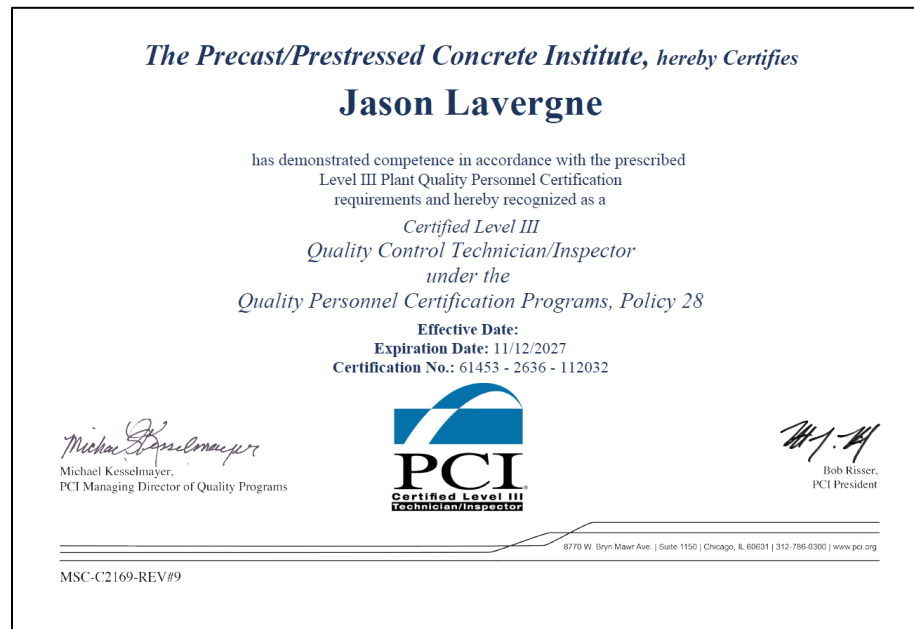 The Precast/Prestressed Concrete Institute, hereby Certifies
Jason Lavergne
has demonstrated competence in accordance with the prescribed
Level III Plant Quality Personnel Certification
requirements and hereby recognized as a
Certified Level III
Quality Control Technician/Inspector
under the
Quality Personnel Certification Programs, Policy 28
Effective Date:
Expiration Date: 11/12/2027
Certification No.: 61453 - 2636 - 112032
Michael Kesselmayer
Michael Kesselmayer,
PCI Managing Director of Quality Programs
PCI®
Certified Level III
Technician/Inspector
Bob Risser,
PCI President
8770 W. Bryn Mawr Ave. | Suite 1150 | Chicago, IL 60631 | 312-786-0300 | www.pci.org
MSC-C2169-REV#9